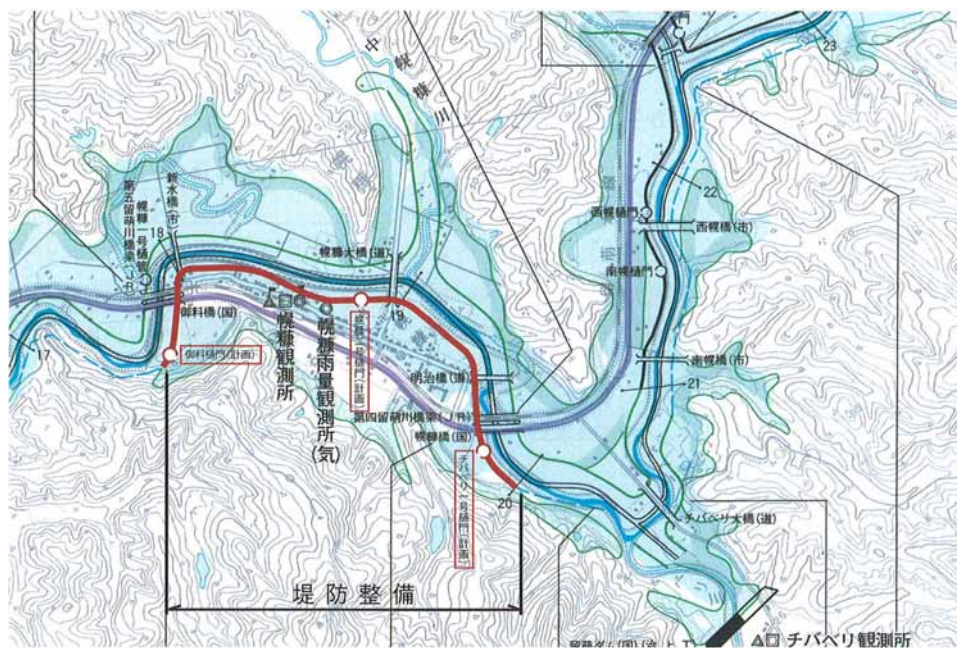 中幌糠川
23
22
西幌樋門
西幌橋(市)
南幌樋門
南幌橋(市)
21
幌糠一号樋管
18
第五留萌川橋梁(JR)
幌糠大橋(道)
19
17
御料橋(国)
御料樋門(計画)
幌糠観測所
幌糠雨量観測所(気)
明治橋(道)
第四留萌川橋梁(JR)
幌糠橋(国)
チバベリ一号樋門(計画)
20
チバベリ大橋(道)
堤防整備
チバベリ観測所